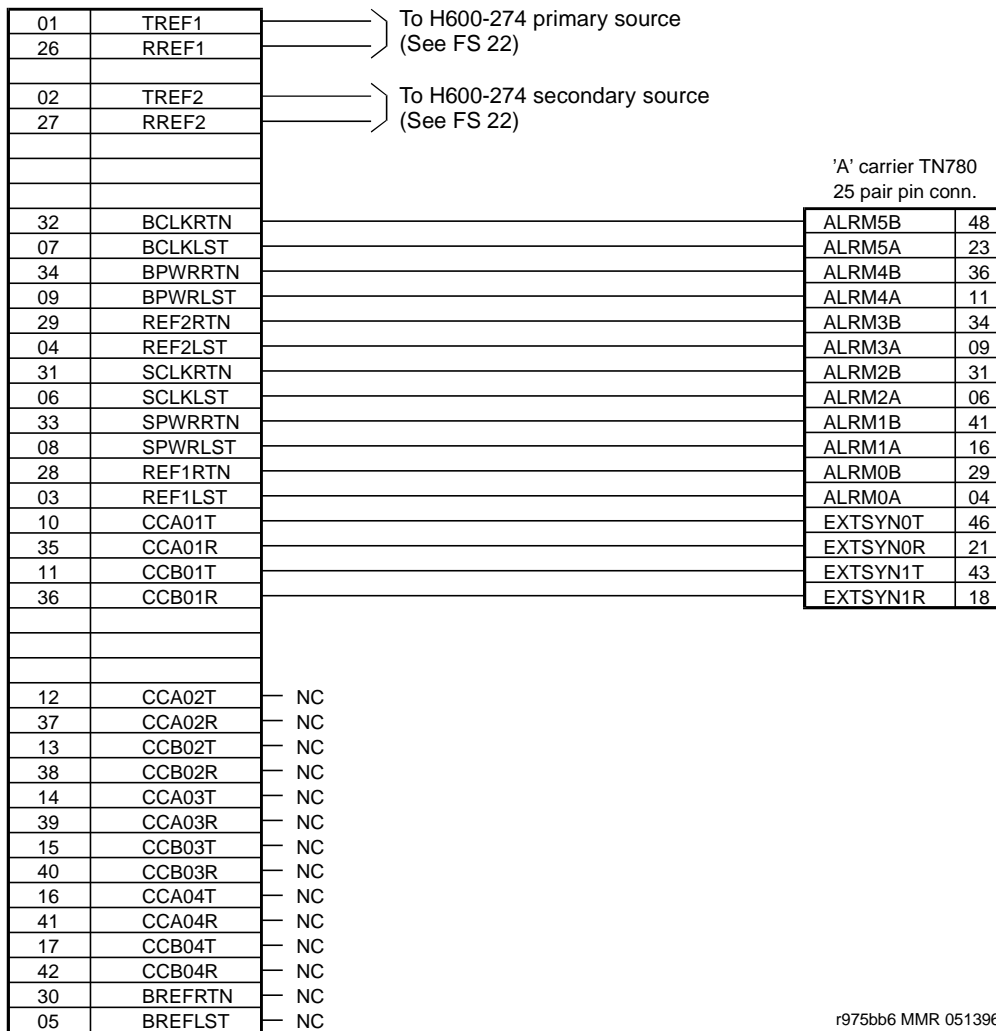 01 TREF1 To H600-274 primary source
26 RREF1 (See FS 22)
02 TREF2 To H600-274 secondary source
27 RREF2 (See FS 22)
'A' carrier TN780
25 pair pin conn.
32 BCLKRTN ALRM5B 48
07 BCLKLST ALRM5A 23
34 BPWRRTN ALRM4B 36
09 BPWRLST ALRM4A 11
29 REF2RTN ALRM3B 34
04 REF2LST ALRM3A 09
31 SCLKRTN ALRM2B 31
06 SCLKLST ALRM2A 06
33 SPWRRTN ALRM1B 41
08 SPWRLST ALRM1A 16
28 REF1RTN ALRM0B 29
03 REF1LST ALRM0A 04
10 CCA01T EXTSYN0T 46
35 CCA01R EXTSYN0R 21
11 CCB01T EXTSYN1T 43
36 CCB01R EXTSYN1R 18
12 CCA02T NC
37 CCA02R NC
13 CCB02T NC
38 CCB02R NC
14 CCA03T NC
39 CCA03R NC
15 CCB03T NC
40 CCB03R NC
16 CCA04T NC
41 CCA04R NC
17 CCB04T NC
42 CCB04R NC
30 BREFRTN NC
05 BREFLST NC
r975bb6 MMR 051396